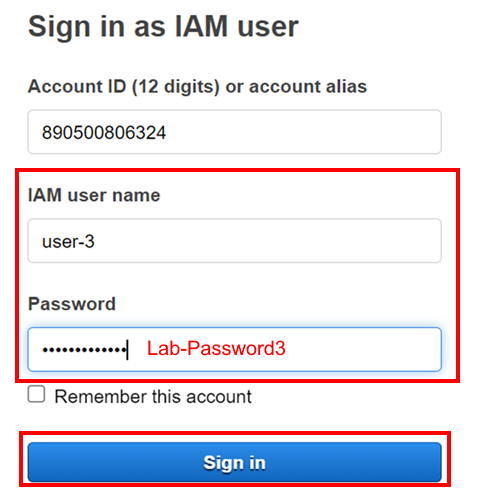 Sign in as IAM user
Account ID (12 digits) or account alias
890500806324
IAM user name
user-3
Password
••••••••••••• Lab-Password3
Remember this account
Sign in